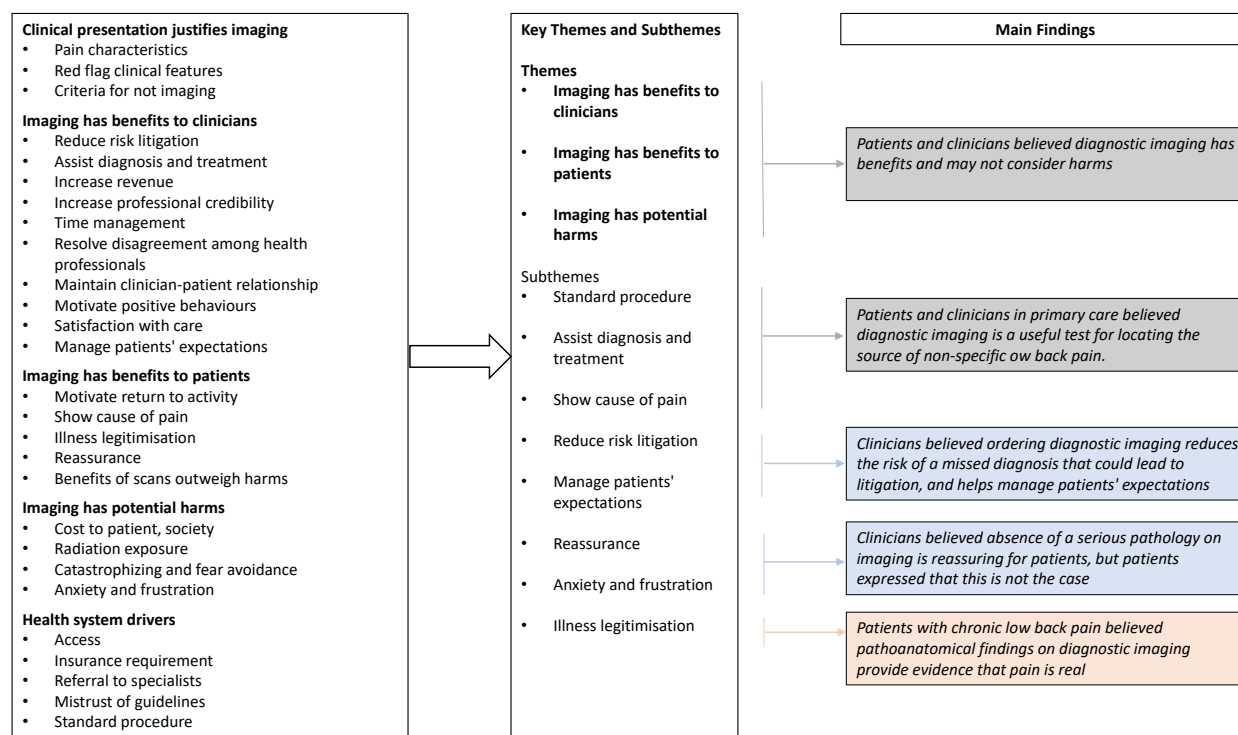 Clinical presentation justifies imaging
• Pain characteristics
• Red flag clinical features
• Criteria for not imaging
Imaging has benefits to clinicians
• Reduce risk litigation
• Assist diagnosis and treatment
• Increase revenue
• Increase professional credibility
• Time management
• Resolve disagreement among health
professionals
• Maintain clinician-patient relationship
• Motivate positive behaviours
• Satisfaction with care
• Manage patients' expectations
Imaging has benefits to patients
• Motivate return to activity
• Show cause of pain
• Illness legitimisation
• Reassurance
• Benefits of scans outweigh harms
Imaging has potential harms
• Cost to patient, society
• Radiation exposure
• Catastrophizing and fear avoidance
• Anxiety and frustration
Health system drivers
• Access
• Insurance requirement
• Referral to specialists
• Mistrust of guidelines
• Standard procedure
Key Themes and Subthemes
Themes
• Imaging has benefits to
clinicians
• Imaging has benefits to
patients
• Imaging has potential
harms
Subthemes
• Standard procedure
• Assist diagnosis and
treatment
• Show cause of pain
• Reduce risk litigation
• Manage patients'
expectations
• Reassurance
• Anxiety and frustration
• Illness legitimisation
Main Findings
Patients and clinicians believed diagnostic imaging has
benefits and may not consider harms
Patients and clinicians in primary care believed
diagnostic imaging is a useful test for locating the
source of non-specific ow back pain.
Clinicians believed ordering diagnostic imaging reduces
the risk of a missed diagnosis that could lead to
litigation, and helps manage patients' expectations
Clinicians believed absence of a serious pathology on
imaging is reassuring for patients, but patients
expressed that this is not the case
Patients with chronic low back pain believed
pathoanatomical findings on diagnostic imaging
provide evidence that pain is real